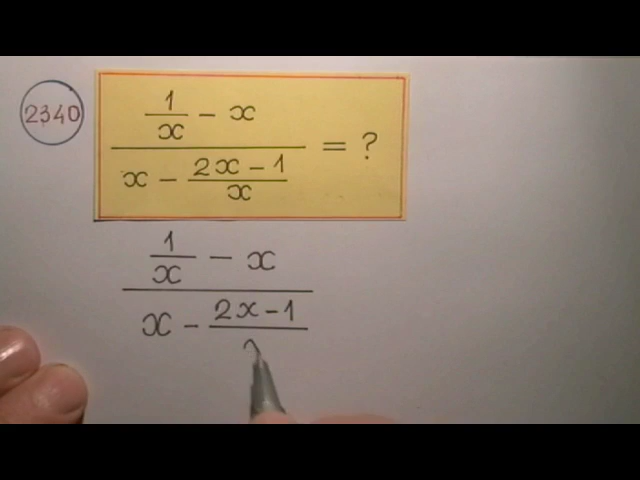 2340
1
x
− x
x − 2x − 1
x
= ?
1
x
− x
x − 2x − 1